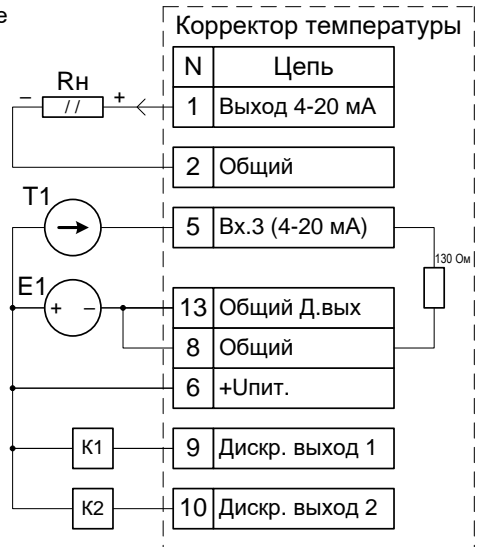 е
Корректор температуры
N Цепь
Rн
– // +
1 Выход 4-20 мА
2 Общий
T1
5 Вх.3 (4-20 мА)
130 Ом
E1
+ –
13 Общий Д.вых
8 Общий
6 +Uпит.
К1
9 Дискр. выход 1
К2
10 Дискр. выход 2